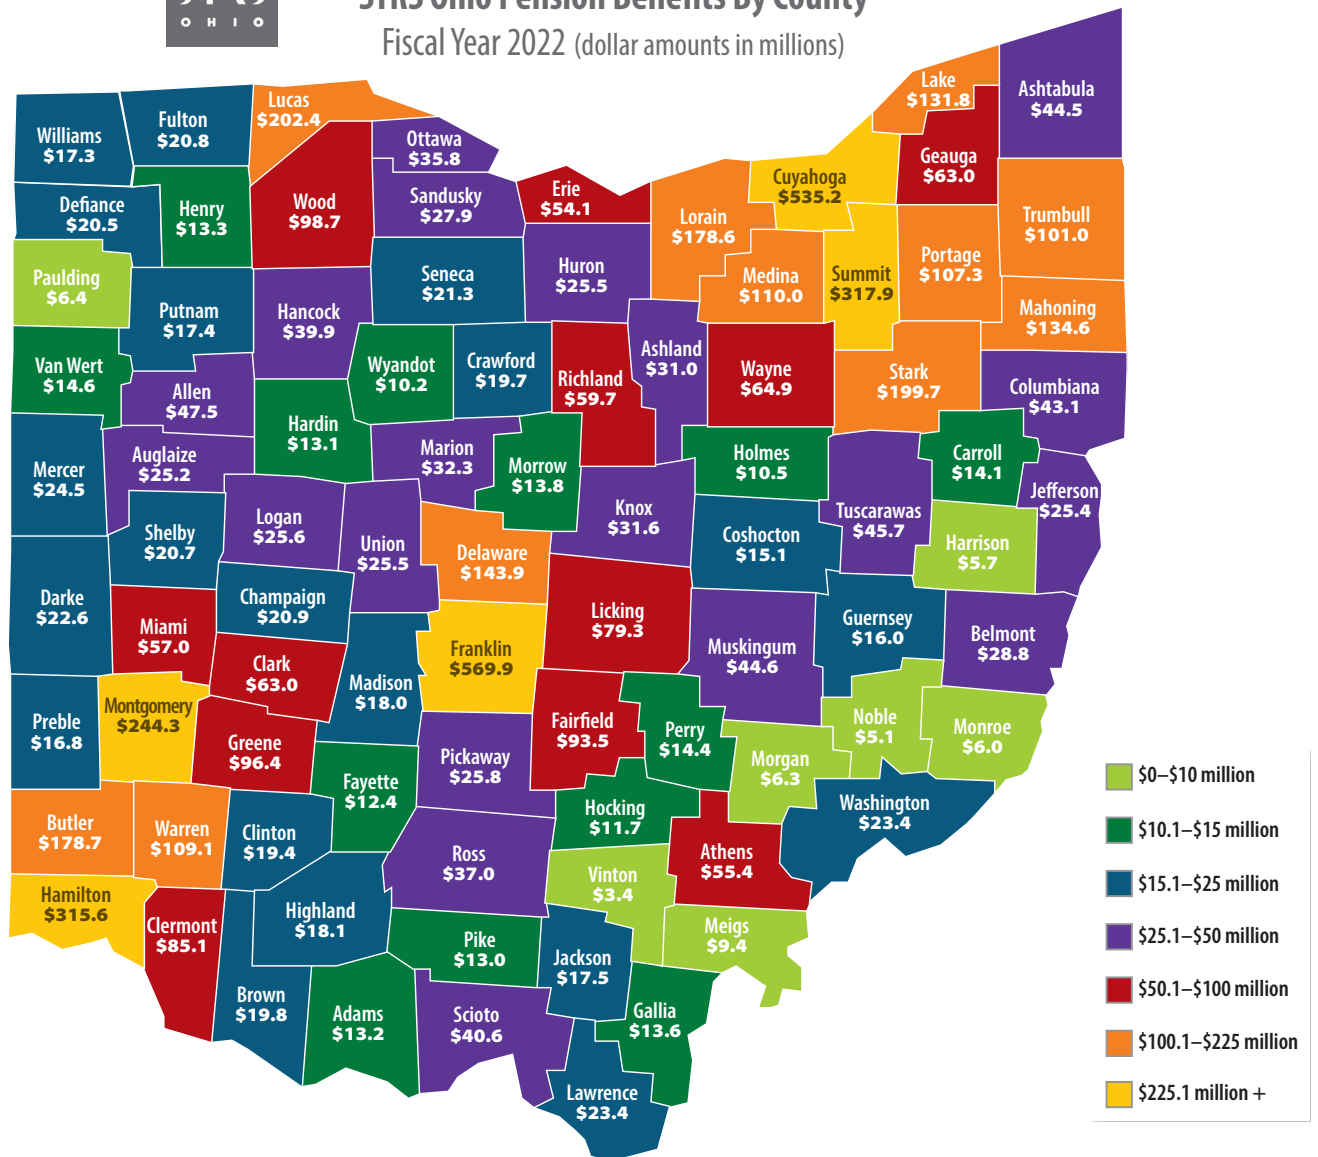 OHIO
STRS Ohio Pension Benefits By County
Fiscal Year 2022 (dollar amounts in millions)
Williams
$17.3
Fulton
$20.8
Lucas
$202.4
Ottawa
$35.8
Lake
$131.8
Ashtabula
$44.5
Defiance
$20.5
Henry
$13.3
Wood
$98.7
Sandusky
$27.9
Erie
$54.1
Lorain
$178.6
Cuyahoga
$535.2
Geauga
$63.0
Trumbull
$101.0
Paulding
$6.4
Putnam
$17.4
Hancock
$39.9
Seneca
$21.3
Huron
$25.5
Medina
$110.0
Summit
$317.9
Portage
$107.3
Mahoning
$134.6
Van Wert
$14.6
Allen
$47.5
Wyandot
$10.2
Crawford
$19.7
Richland
$59.7
Ashland
$31.0
Wayne
$64.9
Stark
$199.7
Columbiana
$43.1
Mercer
$24.5
Auglaize
$25.2
Hardin
$13.1
Marion
$32.3
Morrow
$13.8
Holmes
$10.5
Carroll
$14.1
Jefferson
$25.4
Shelby
$20.7
Logan
$25.6
Union
$25.5
Delaware
$143.9
Knox
$31.6
Coshocton
$15.1
Tuscarawas
$45.7
Harrison
$5.7
Darke
$22.6
Miami
$57.0
Champaign
$20.9
Clark
$63.0
Madison
$18.0
Franklin
$569.9
Licking
$79.3
Muskingum
$44.6
Guernsey
$16.0
Belmont
$28.8
Preble
$16.8
Montgomery
$244.3
Greene
$96.4
Fayette
$12.4
Pickaway
$25.8
Fairfield
$93.5
Perry
$14.4
Morgan
$6.3
Noble
$5.1
Monroe
$6.0
Butler
$178.7
Warren
$109.1
Clinton
$19.4
Ross
$37.0
Hocking
$11.7
Athens
$55.4
Washington
$23.4
Hamilton
$315.6
Clermont
$85.1
Highland
$18.1
Vinton
$3.4
Meigs
$9.4
Brown
$19.8
Adams
$13.2
Pike
$13.0
Scioto
$40.6
Jackson
$17.5
Gallia
$13.6
Lawrence
$23.4
$0–$10 million
$10.1–$15 million
$15.1–$25 million
$25.1–$50 million
$50.1–$100 million
$100.1–$225 million
$225.1 million +